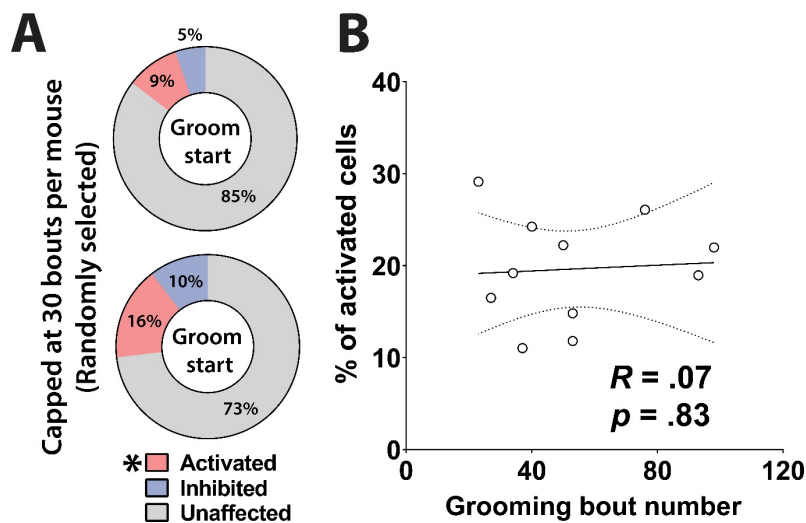 A
Capped at 30 bouts per mouse
(Randomly selected)
5%
9%
Groom
start
85%
10%
16%
Groom
start
73%
* Activated
Inhibited
Unaffected
B
% of activated cells
40
30
20
10
0
R = .07
p = .83
0 40 80 120
Grooming bout number